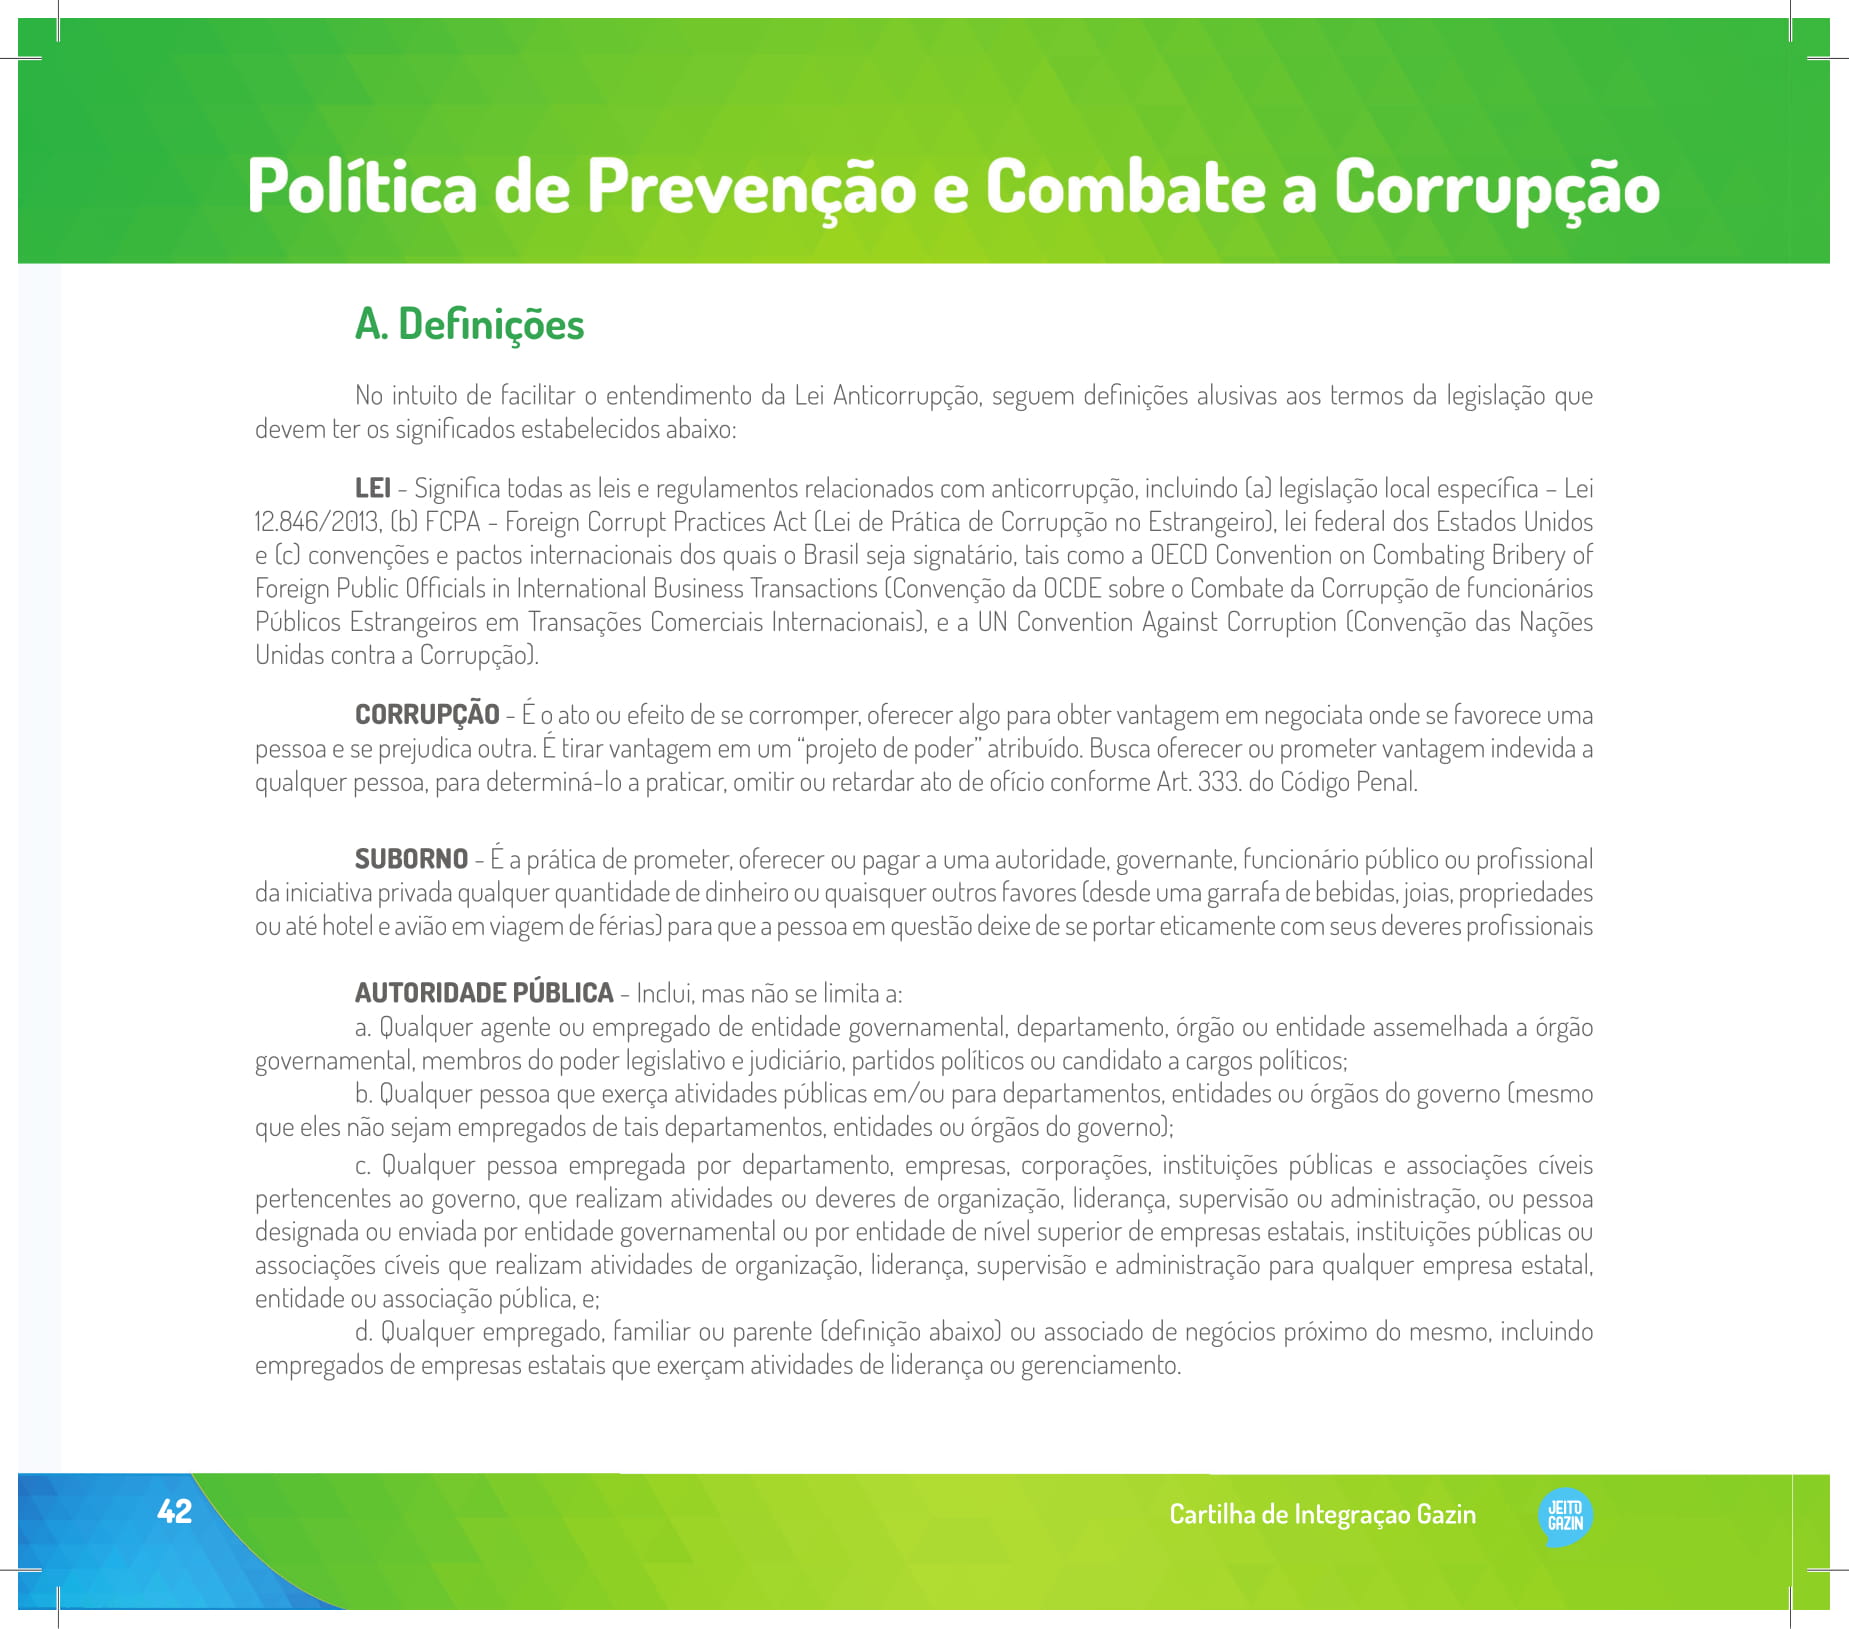 Política de Prevenção e Combate a Corrupção
A. Definições
No intuito de facilitar o entendimento da Lei Anticorrupção, seguem definições alusivas aos termos da legislação que
devem ter os significados estabelecidos abaixo:
LEI - Significa todas as leis e regulamentos relacionados com anticorrupção, incluindo (a) legislação local específica – Lei
12.846/2013, (b) FCPA - Foreign Corrupt Practices Act (Lei de Prática de Corrupção no Estrangeiro), lei federal dos Estados Unidos
e (c) convenções e pactos internacionais dos quais o Brasil seja signatário, tais como a OECD Convention on Combating Bribery of
Foreign Public Officials in International Business Transactions (Convenção da OCDE sobre o Combate da Corrupção de funcionários
Públicos Estrangeiros em Transações Comerciais Internacionais), e a UN Convention Against Corruption (Convenção das Nações
Unidas contra a Corrupção).
CORRUPÇÃO - É o ato ou efeito de se corromper, oferecer algo para obter vantagem em negociata onde se favorece uma
pessoa e se prejudica outra. É tirar vantagem em um “projeto de poder” atribuído. Busca oferecer ou prometer vantagem indevida a
qualquer pessoa, para determiná-lo a praticar, omitir ou retardar ato de ofício conforme Art. 333. do Código Penal.
SUBORNO - É a prática de prometer, oferecer ou pagar a uma autoridade, governante, funcionário público ou profissional
da iniciativa privada qualquer quantidade de dinheiro ou quaisquer outros favores (desde uma garrafa de bebidas, joias, propriedades
ou até hotel e avião em viagem de férias) para que a pessoa em questão deixe de se portar eticamente com seus deveres profissionais
AUTORIDADE PÚBLICA - Inclui, mas não se limita a:
a. Qualquer agente ou empregado de entidade governamental, departamento, órgão ou entidade assemelhada a órgão
governamental, membros do poder legislativo e judiciário, partidos políticos ou candidato a cargos políticos;
b. Qualquer pessoa que exerça atividades públicas em/ou para departamentos, entidades ou órgãos do governo (mesmo
que eles não sejam empregados de tais departamentos, entidades ou órgãos do governo);
c. Qualquer pessoa empregada por departamento, empresas, corporações, instituições públicas e associações cíveis
pertencentes ao governo, que realizam atividades ou deveres de organização, liderança, supervisão ou administração, ou pessoa
designada ou enviada por entidade governamental ou por entidade de nível superior de empresas estatais, instituições públicas ou
associações cíveis que realizam atividades de organização, liderança, supervisão e administração para qualquer empresa estatal,
entidade ou associação pública, e;
d. Qualquer empregado, familiar ou parente (definição abaixo) ou associado de negócios próximo do mesmo, incluindo
empregados de empresas estatais que exerçam atividades de liderança ou gerenciamento.
42
Cartilha de Integraçao Gazin
JEITO
GAZIN